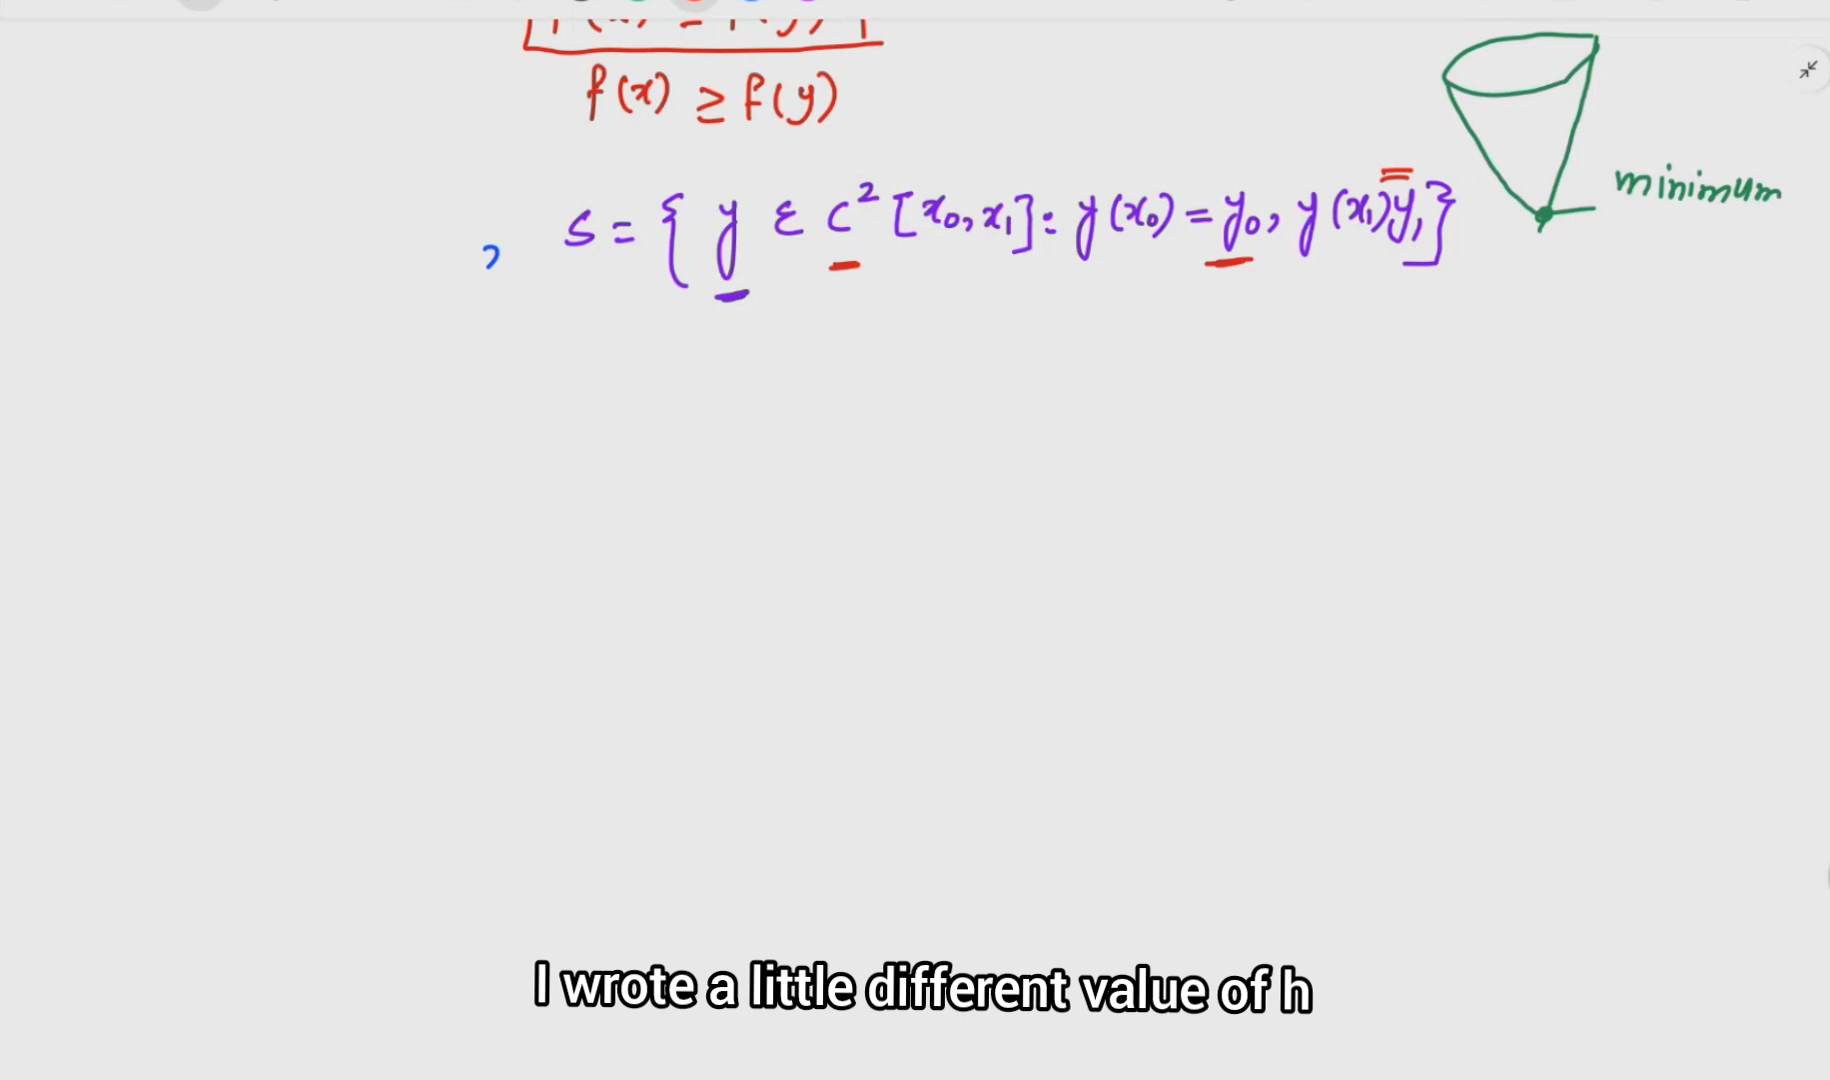 f(x) ≥ f(y)
minimum
, S = { y ε C² [x₀, x₁] : y(x₀) = y₀, y(x₁) y₁ }
I wrote a little different value of h